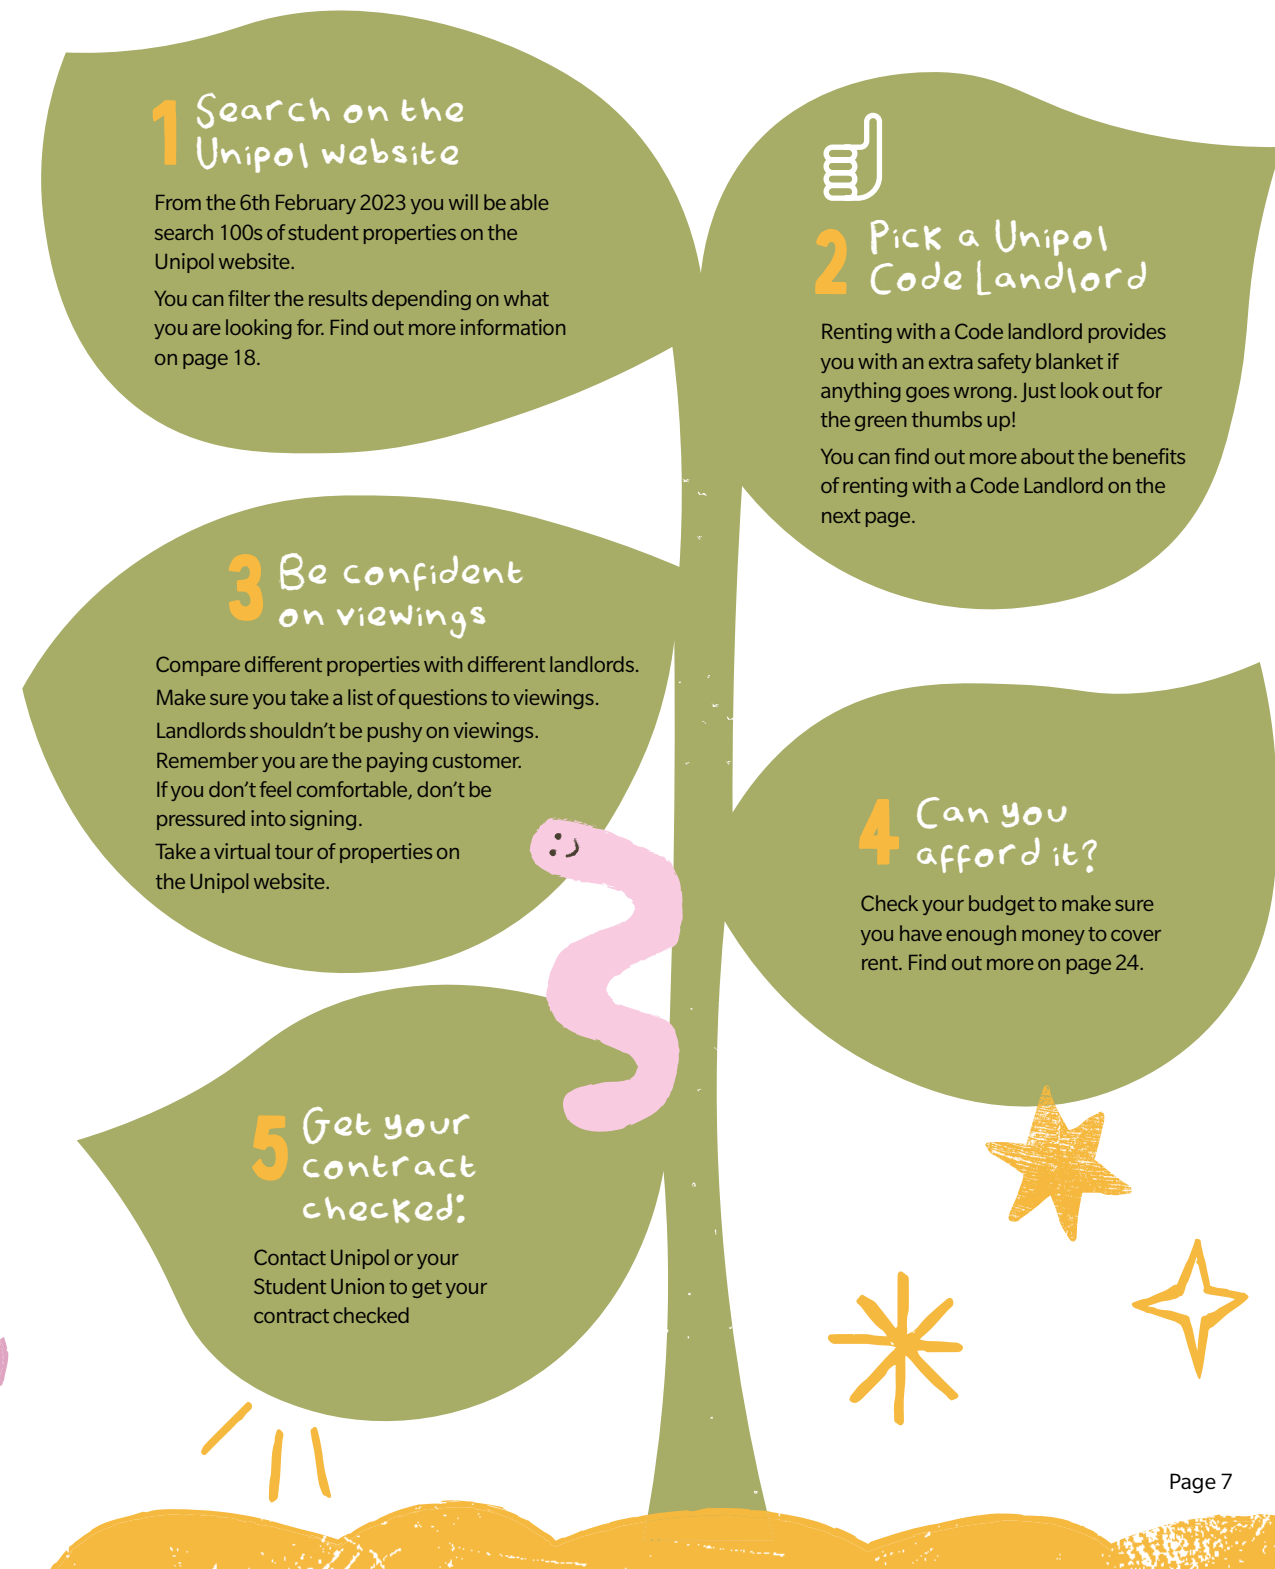 1 Search on the
Unipol website
From the 6th February 2023 you will be able
search 100s of student properties on the
Unipol website.
You can filter the results depending on what
you are looking for. Find out more information
on page 18.
2 Pick a Unipol
Code Landlord
Renting with a Code landlord provides
you with an extra safety blanket if
anything goes wrong. Just look out for
the green thumbs up!
You can find out more about the benefits
of renting with a Code Landlord on the
next page.
3 Be confident
on viewings
Compare different properties with different landlords.
Make sure you take a list of questions to viewings.
Landlords shouldn't be pushy on viewings.
Remember you are the paying customer.
If you don't feel comfortable, don't be
pressured into signing.
Take a virtual tour of properties on
the Unipol website.
4 Can you
afford it?
Check your budget to make sure
you have enough money to cover
rent. Find out more on page 24.
5 Get your
contract
checked:
Contact Unipol or your
Student Union to get your
contract checked
Page 7